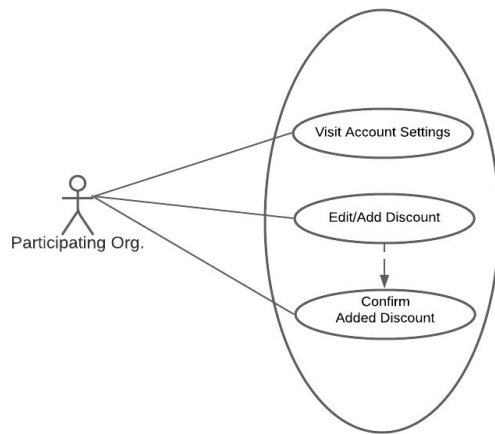 Visit Account Settings
Edit/Add Discount
Participating Org.
Confirm
Added Discount